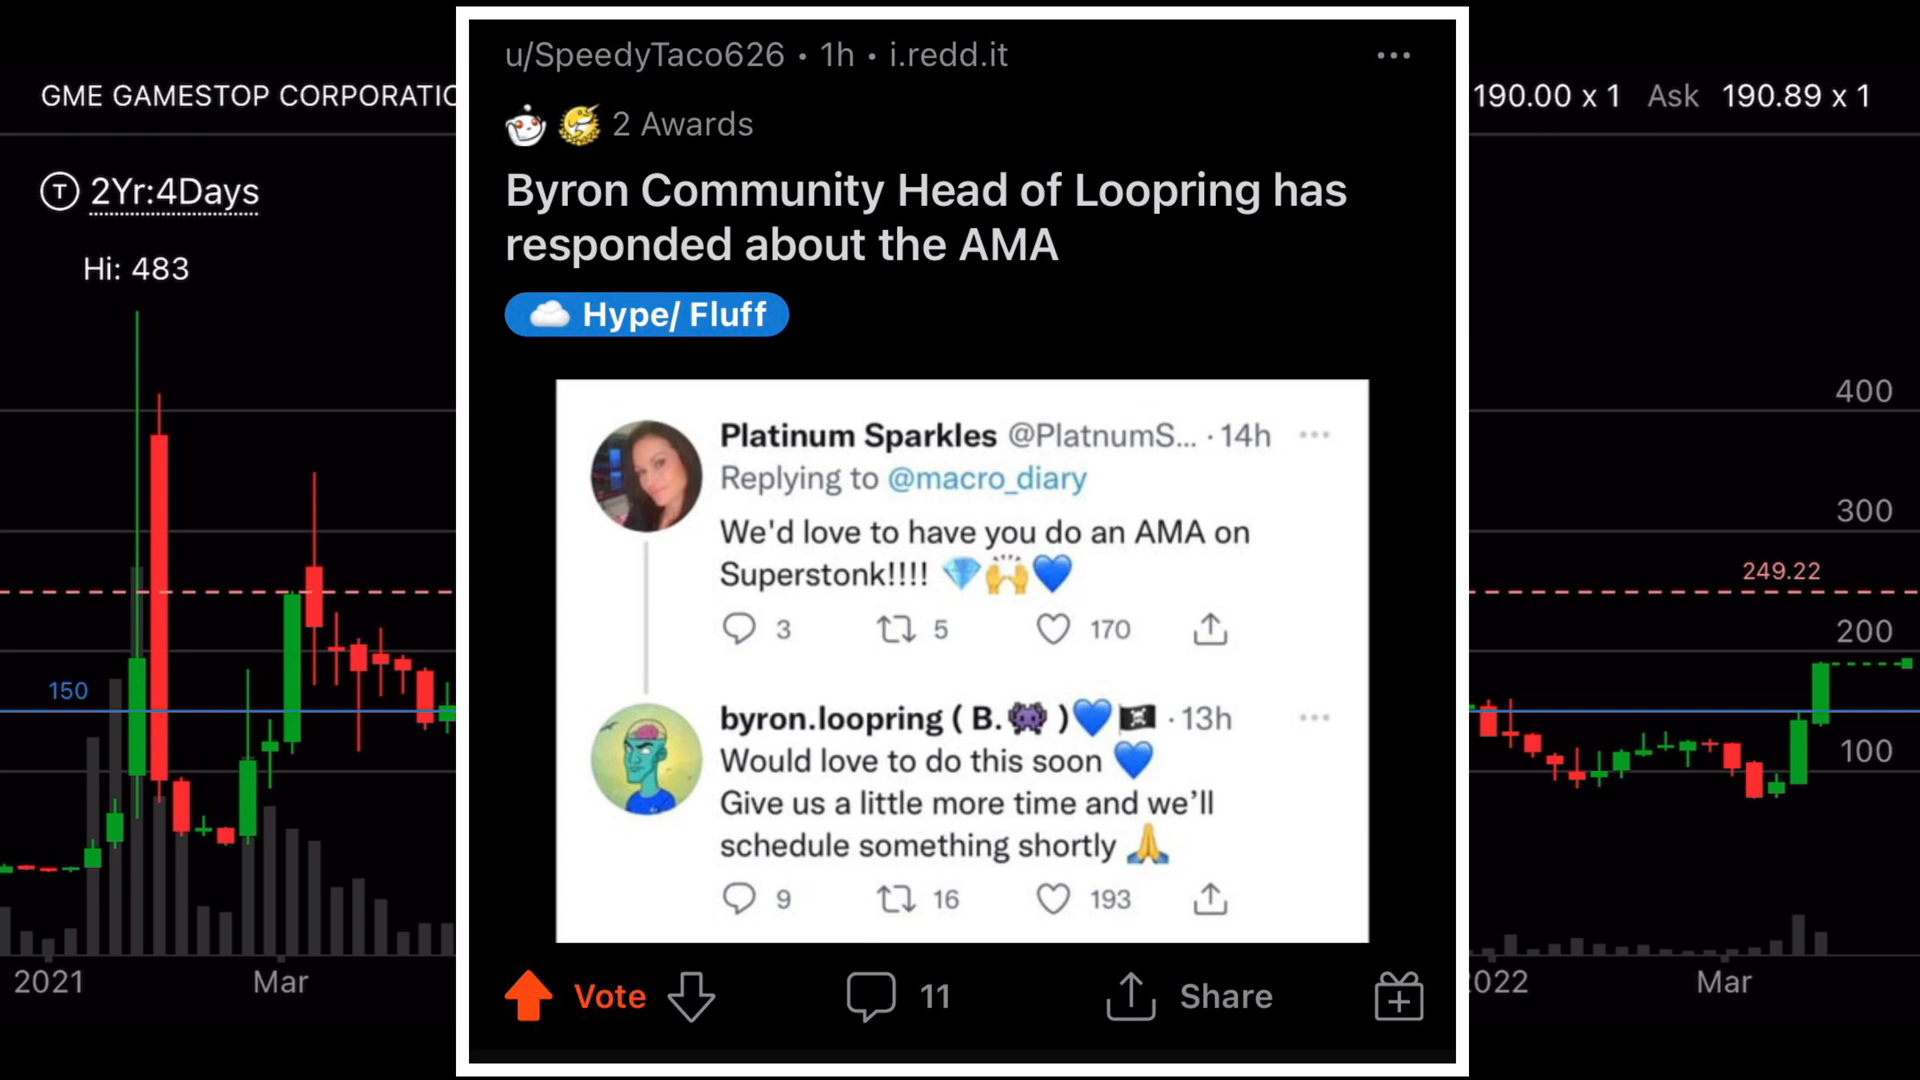 GME GAMESTOP CORPORATIO
2Yr:4Days
Hi: 483
150
2021
Mar
u/SpeedyTaco626 • 1h • i.redd.it
2 Awards
Byron Community Head of Loopring has
responded about the AMA
Hype/ Fluff
Platinum Sparkles @PlatnumS... · 14h
Replying to @macro_diary
We'd love to have you do an AMA on
Superstonk!!!! 💎🙌💙
3 5 170
byron.loopring ( B.👾 )💙🏴‍☠️ · 13h
Would love to do this soon 💙
Give us a little more time and we’ll
schedule something shortly 🙏
9 16 193
Vote
11
Share
190.00 x 1 Ask 190.89 x 1
400
300
249.22
200
100
2022
Mar